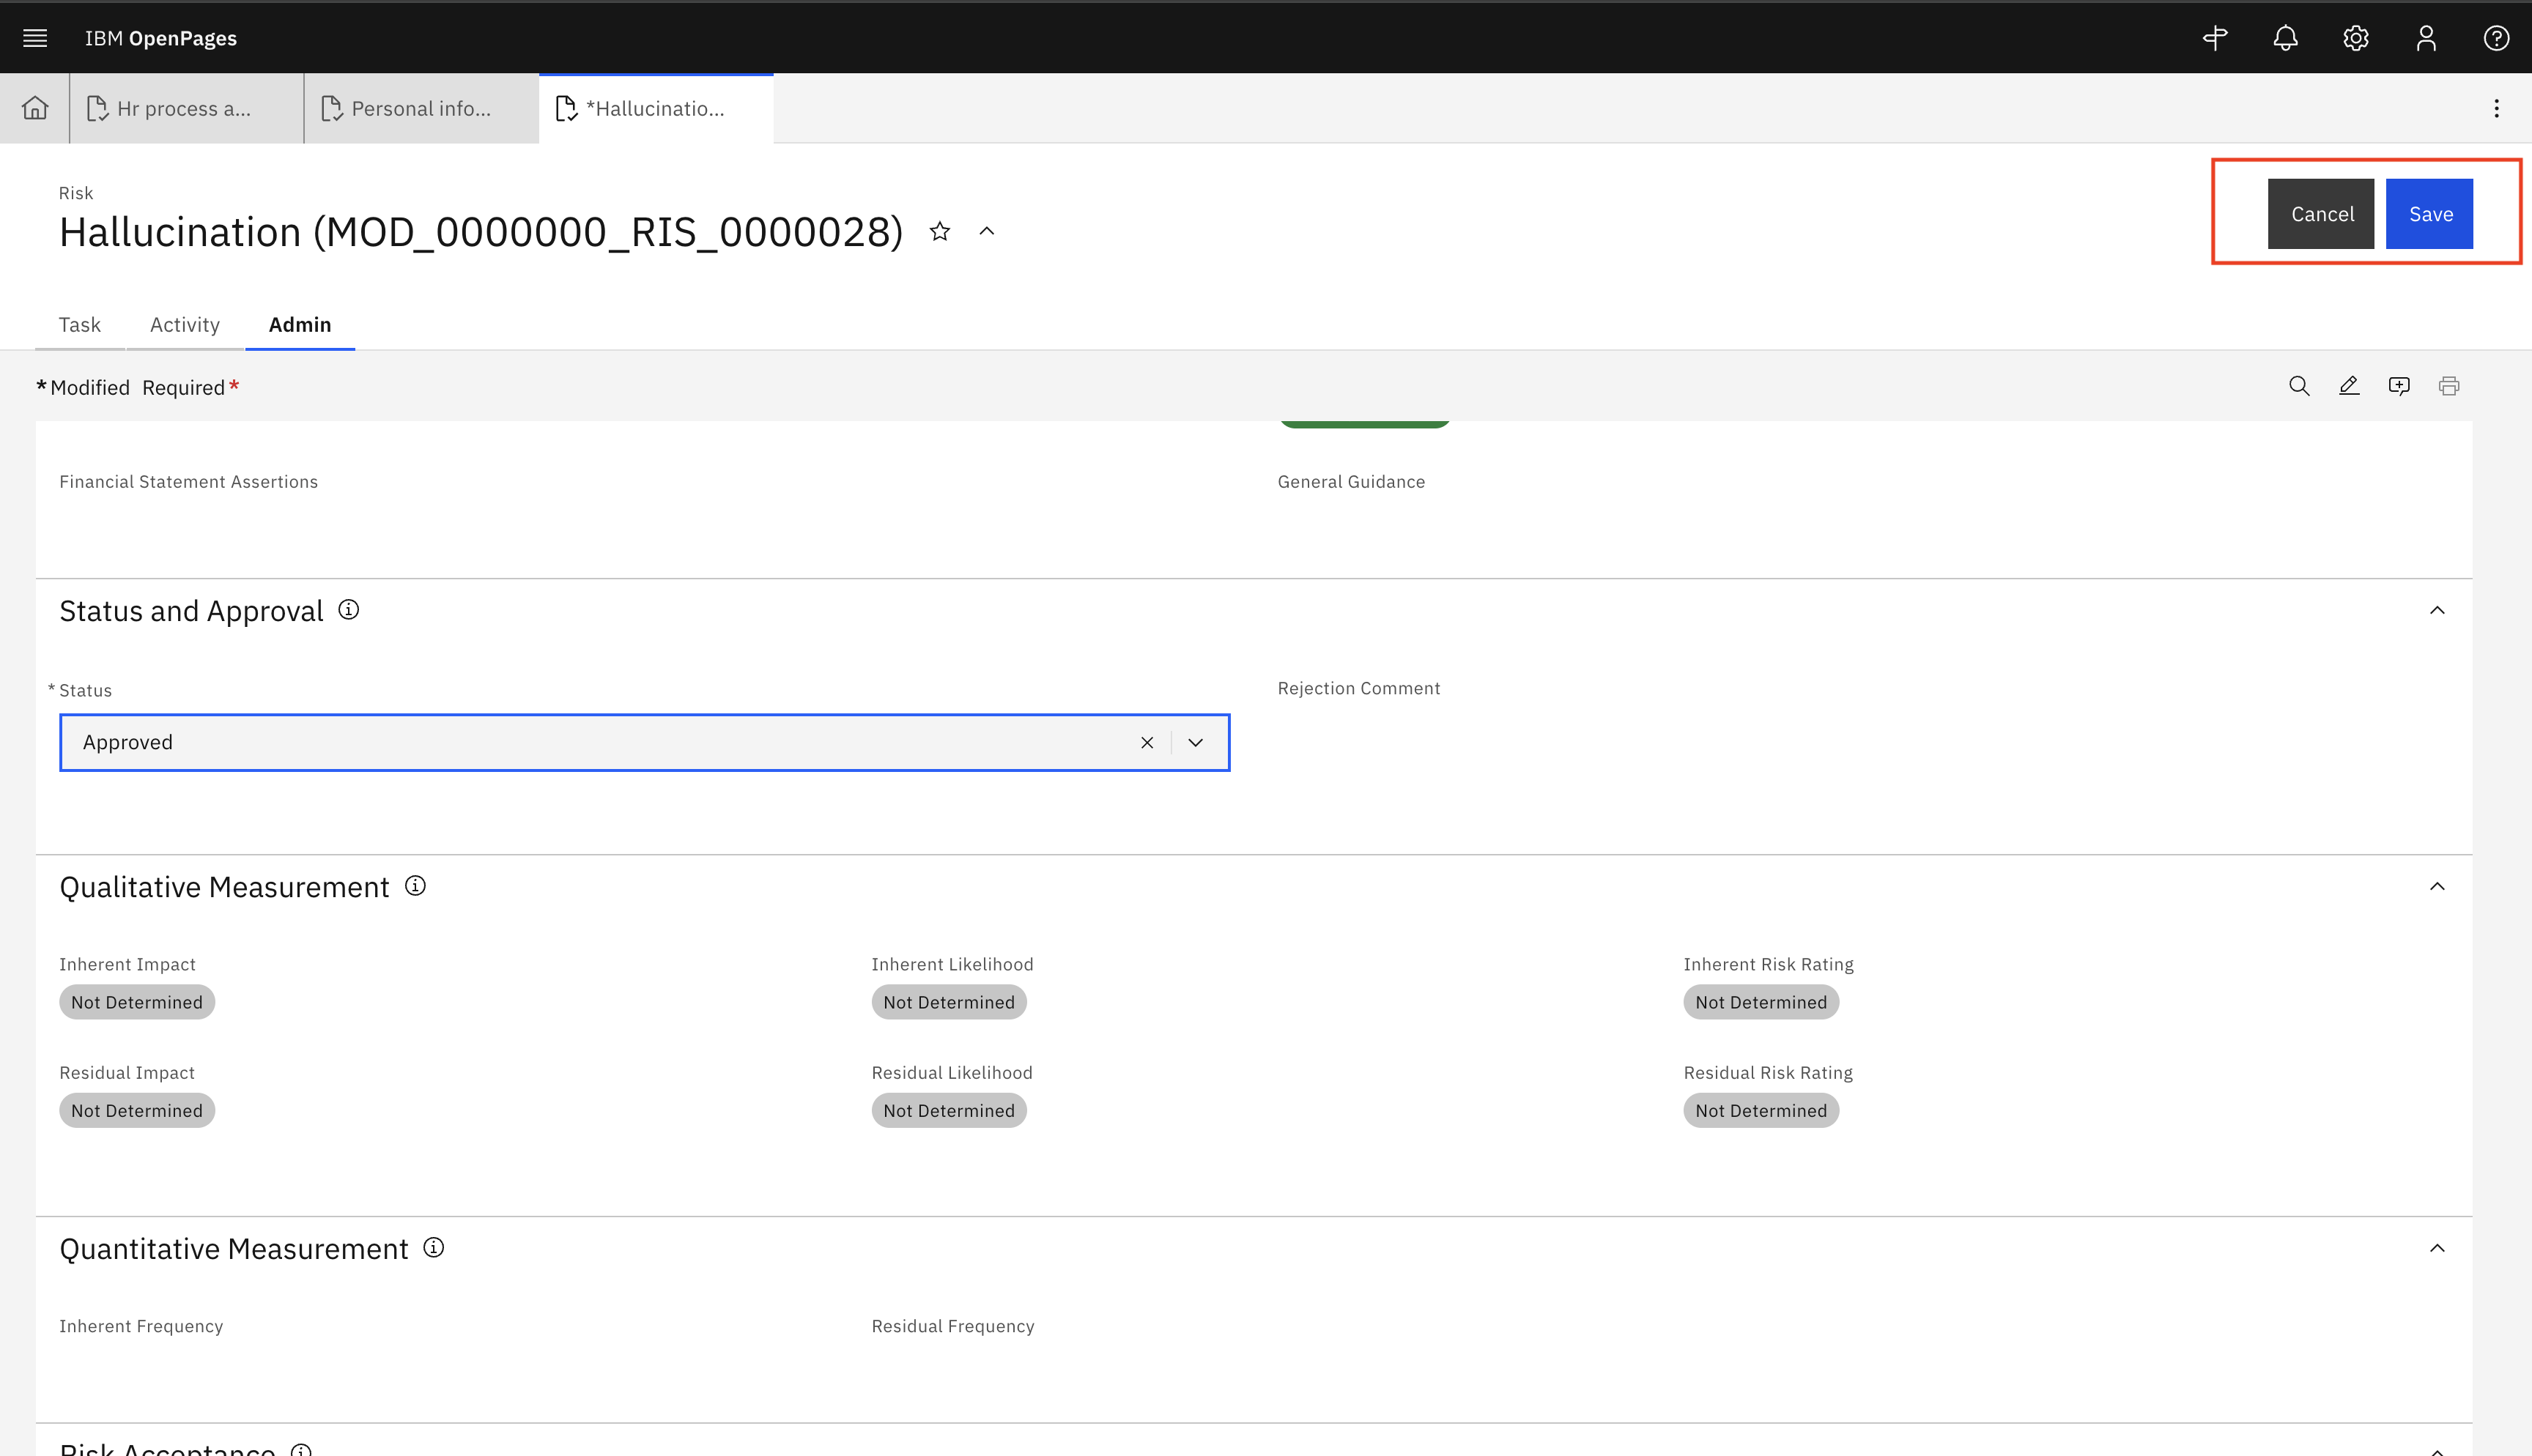 IBM OpenPages
Hr process a...
Personal info...
*Hallucinatio...
Risk
Hallucination (MOD_0000000_RIS_0000028)
Cancel
Save
Task
Activity
Admin
*Modified Required*
Financial Statement Assertions
General Guidance
Status and Approval
* Status
Rejection Comment
Approved
Qualitative Measurement
Inherent Impact
Inherent Likelihood
Inherent Risk Rating
Not Determined
Not Determined
Not Determined
Residual Impact
Residual Likelihood
Residual Risk Rating
Not Determined
Not Determined
Not Determined
Quantitative Measurement
Inherent Frequency
Residual Frequency
Risk Acceptance